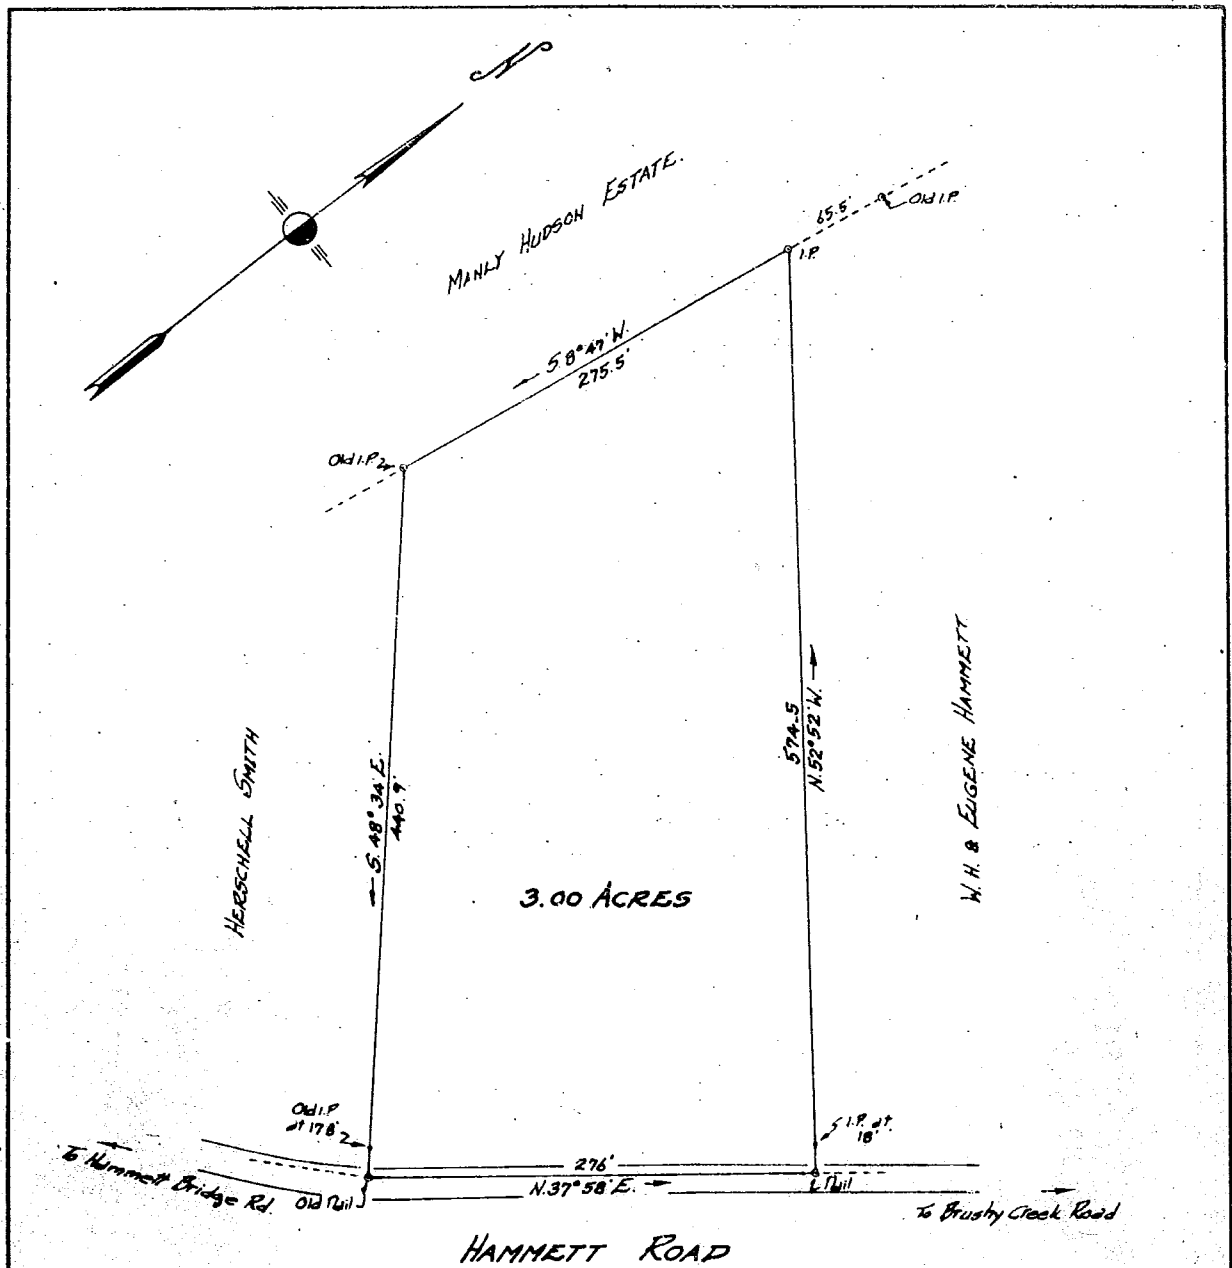 N
MANLY HUDSON ESTATE.
65.5'
Old I.P.
I.P.
S 8° 47' W.
275.5'
Old I.P.
HERSCHELL SMITH
S. 48° 34' E.
440.9'
574.5
N. 52° 52' W.
W. H. & EUGENE HAMMETT
3.00 ACRES
Old I.P.
at 17.8'
I.P. at
18'
276'
N. 37° 58' E.
To Hammett Bridge Rd.
Old Nail
Nail
To Brushy Creek Road
HAMMETT ROAD